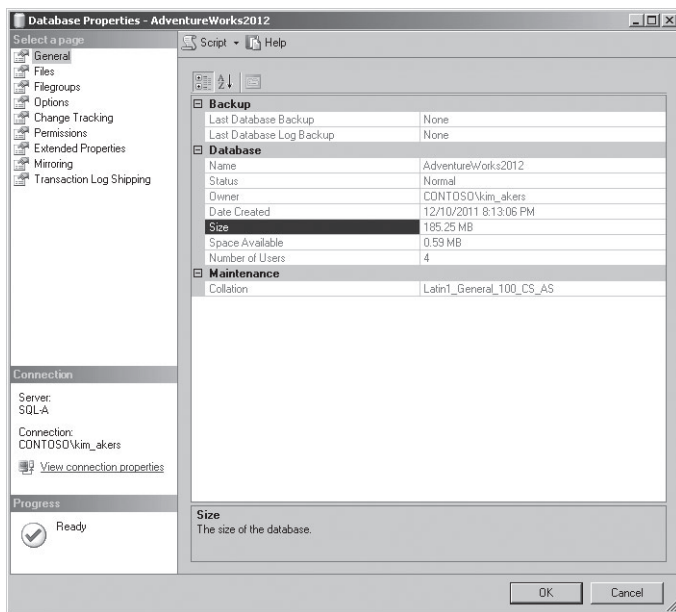 Database Properties - AdventureWorks2012
Select a page
General
Files
Filegroups
Options
Change Tracking
Permissions
Extended Properties
Mirroring
Transaction Log Shipping
Connection
Server:
SQL-A
Connection:
CONTOSO\kim_akers
View connection properties
Progress
Ready
Script Help
Backup
Last Database Backup None
Last Database Log Backup None
Database
Name AdventureWorks2012
Status Normal
Owner CONTOSO\kim_akers
Date Created 12/10/2011 8:13:06 PM
Size 185.25 MB
Space Available 0.59 MB
Number of Users 4
Maintenance
Collation Latin1_General_100_CS_AS
Size
The size of the database.
OK Cancel